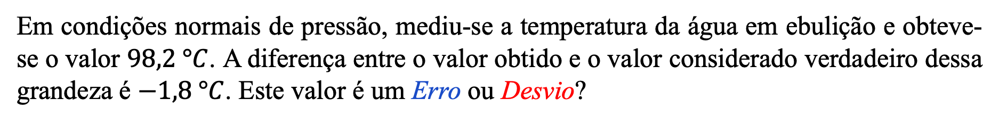 Em condições normais de pressão, mediu-se a temperatura da água em ebulição e obteve-
se o valor 98,2 °C. A diferença entre o valor obtido e o valor considerado verdadeiro dessa
grandeza é −1,8 °C. Este valor é um Erro ou Desvio?